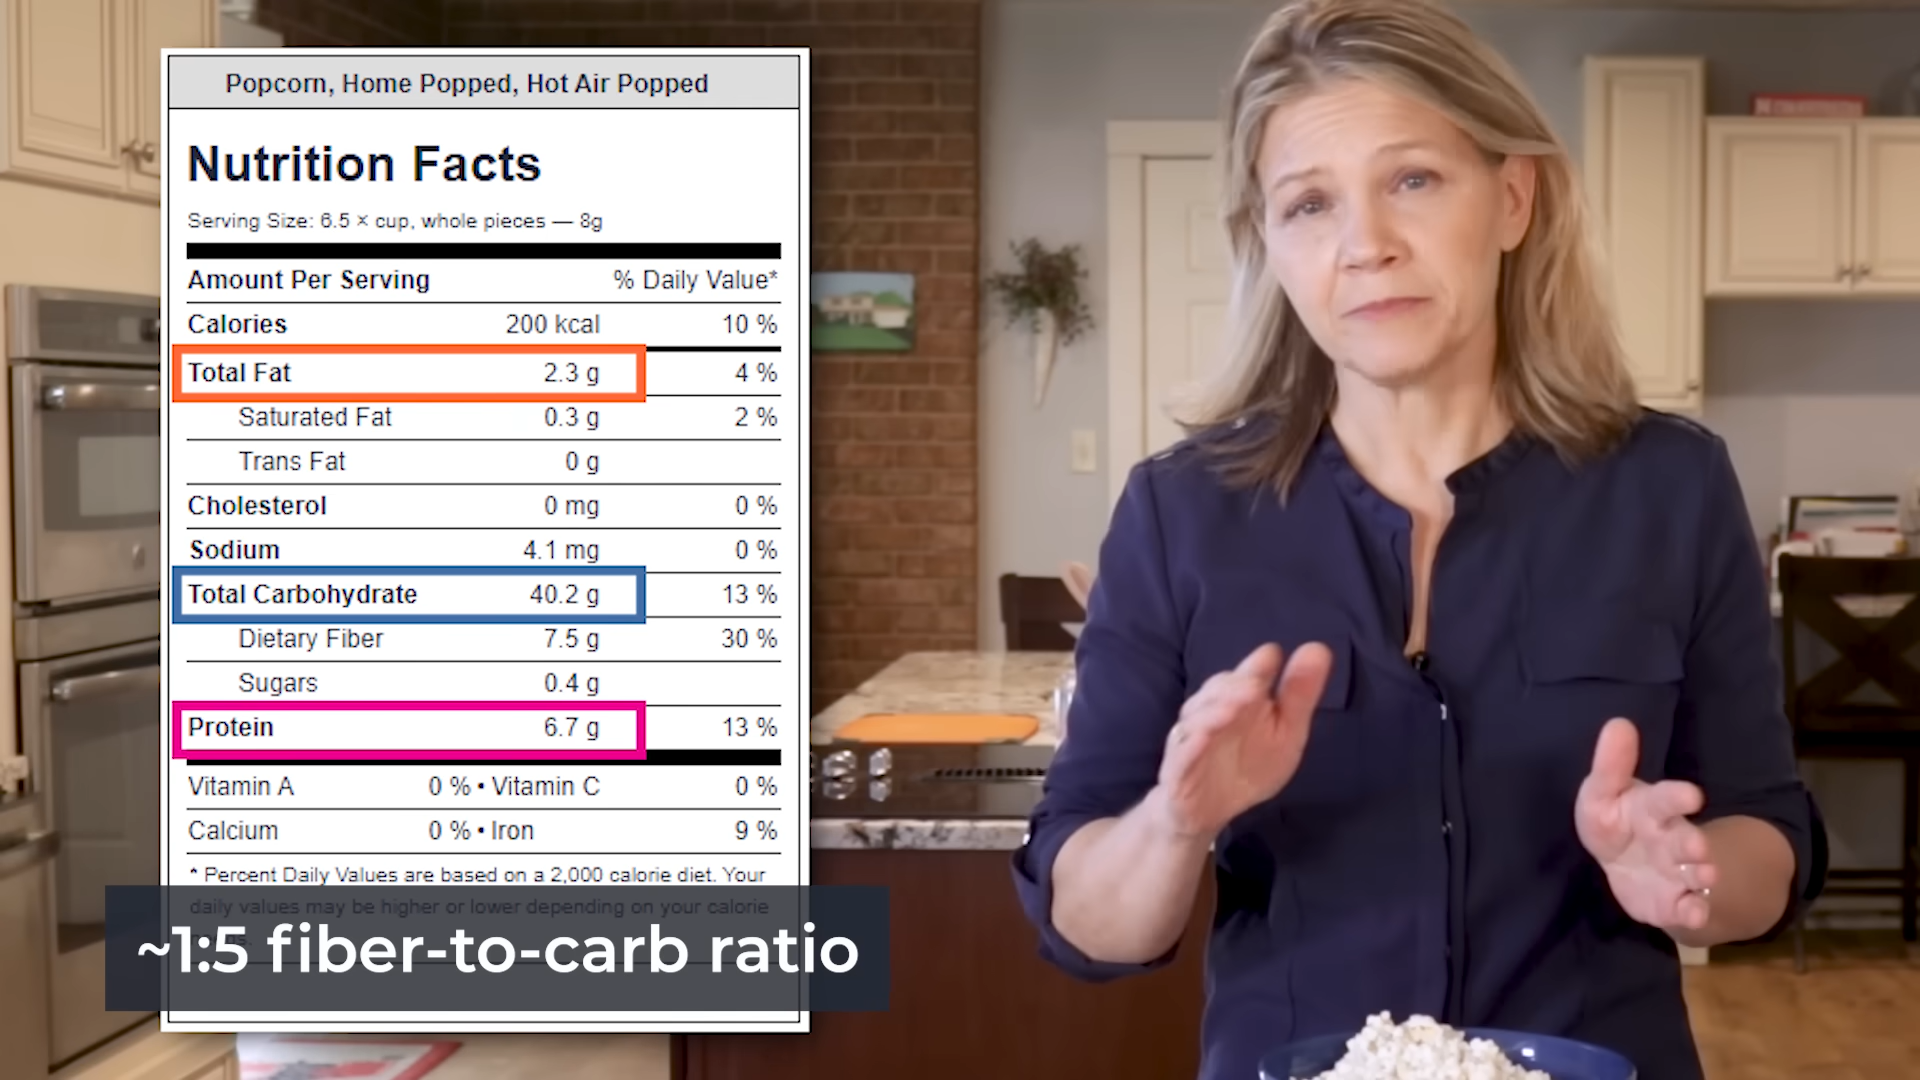 Popcorn, Home Popped, Hot Air Popped
Nutrition Facts
Serving Size: 6.5 × cup, whole pieces — 8g
Amount Per Serving % Daily Value*
Calories 200 kcal 10 %
Total Fat 2.3 g 4 %
Saturated Fat 0.3 g 2 %
Trans Fat 0 g
Cholesterol 0 mg 0 %
Sodium 4.1 mg 0 %
Total Carbohydrate 40.2 g 13 %
Dietary Fiber 7.5 g 30 %
Sugars 0.4 g
Protein 6.7 g 13 %
Vitamin A 0 % • Vitamin C 0 %
Calcium 0 % • Iron 9 %
* Percent Daily Values are based on a 2,000 calorie diet. Your
daily values may be higher or lower depending on your calorie
~1:5 fiber-to-carb ratio